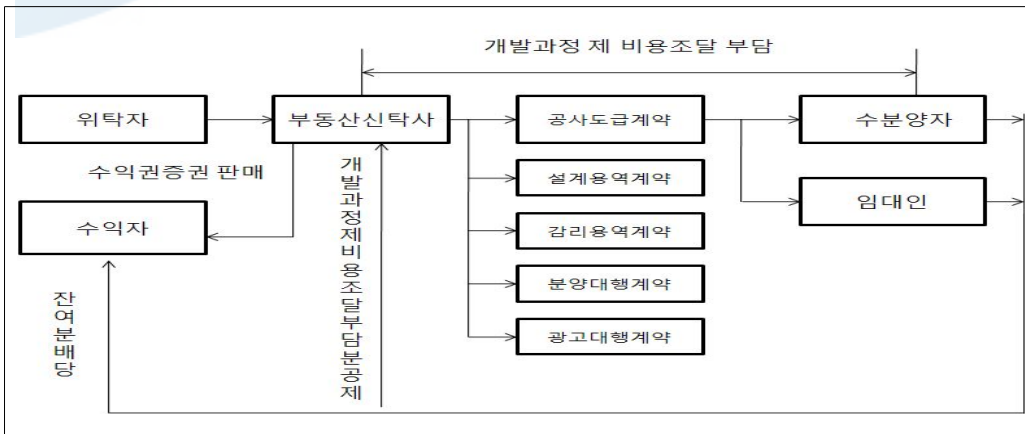 개발과정 제 비용조달 부담
위탁자
부동산신탁사
공사도급계약
수분양자
수익권증권 판매
설계용역계약
임대인
수익자
감리용역계약
분양대행계약
광고대행계약
개발과정제비용조달부담분공제
잔여분배당